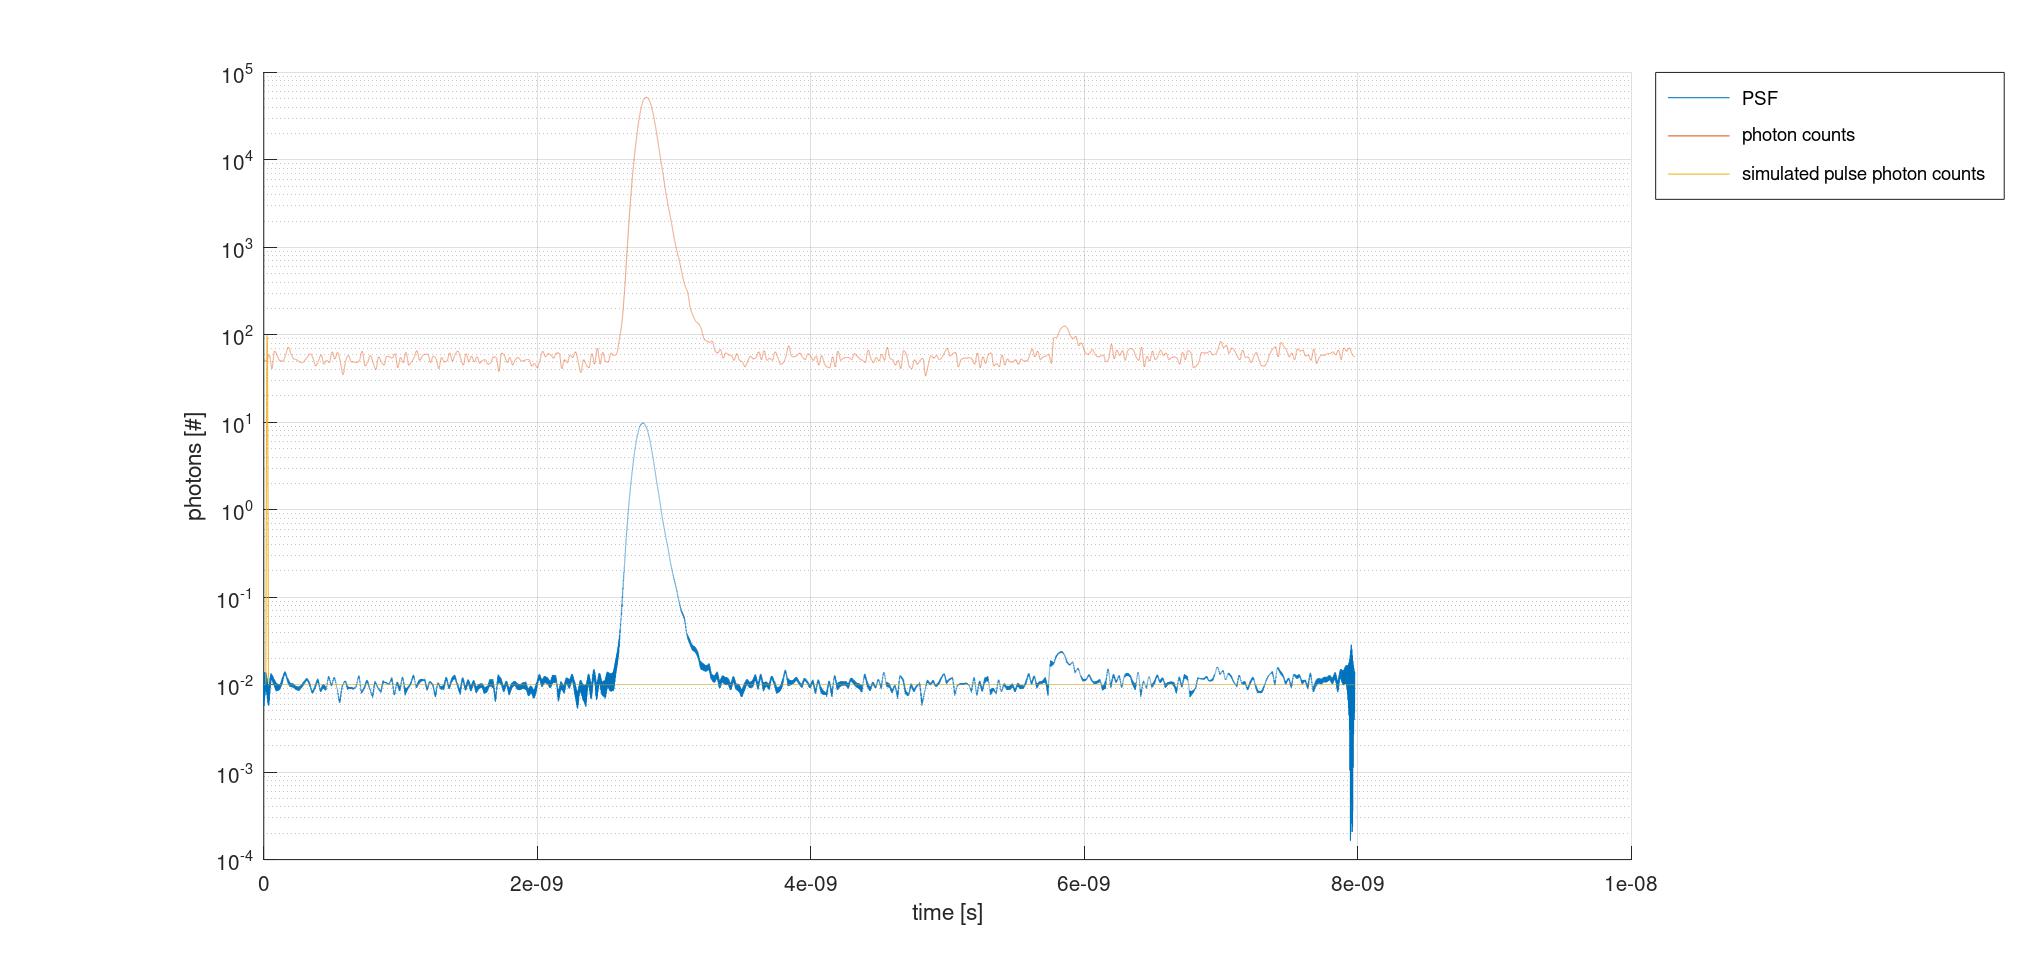 10^5
10^4
10^3
10^2
10^1
10^0
10^-1
10^-2
10^-3
10^-4
photons [#]
0 2e-09 4e-09 6e-09 8e-09 1e-08
time [s]
PSF
photon counts
simulated pulse photon counts